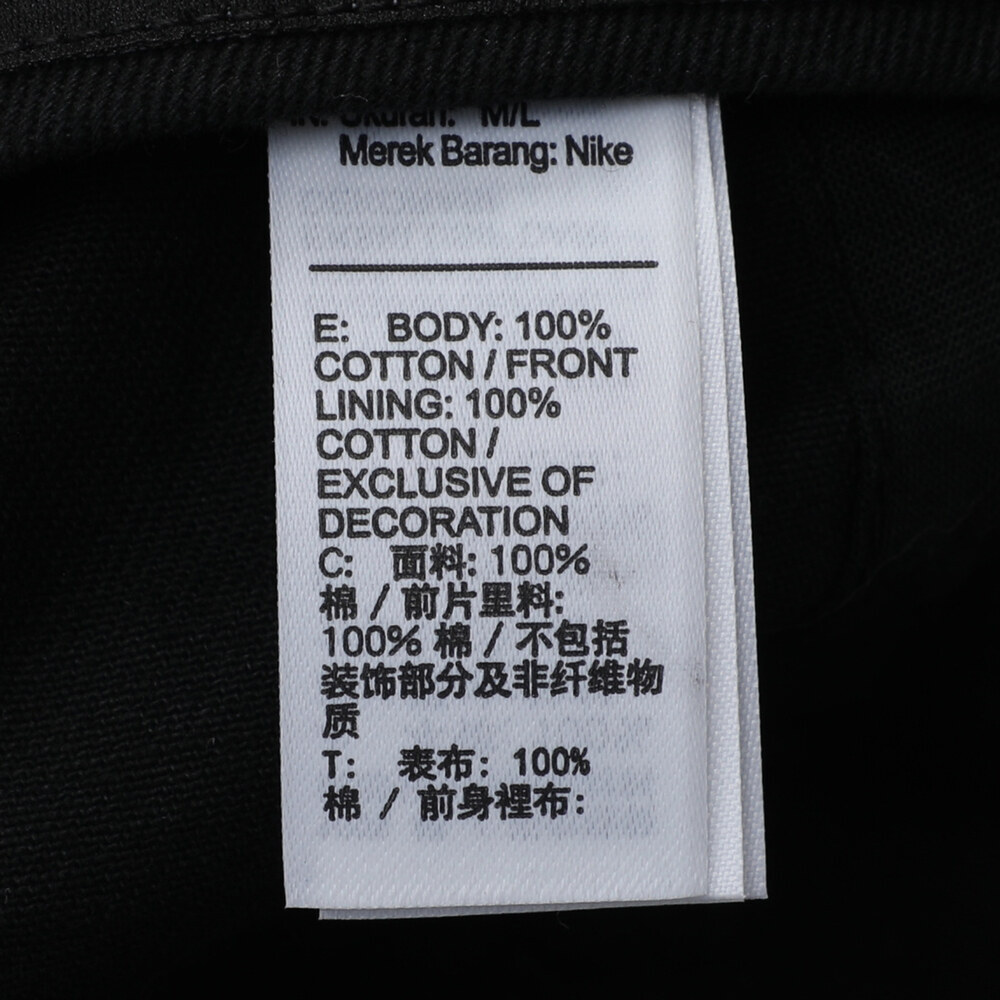 IN: Ukuran: M/L
Merek Barang: Nike
E: BODY: 100%
COTTON / FRONT
LINING: 100%
COTTON /
EXCLUSIVE OF
DECORATION
C: 面料: 100%
棉 / 前片里料:
100% 棉 / 不包括
装饰部分及非纤维物
质
T: 表布: 100%
棉 / 前身裡布: